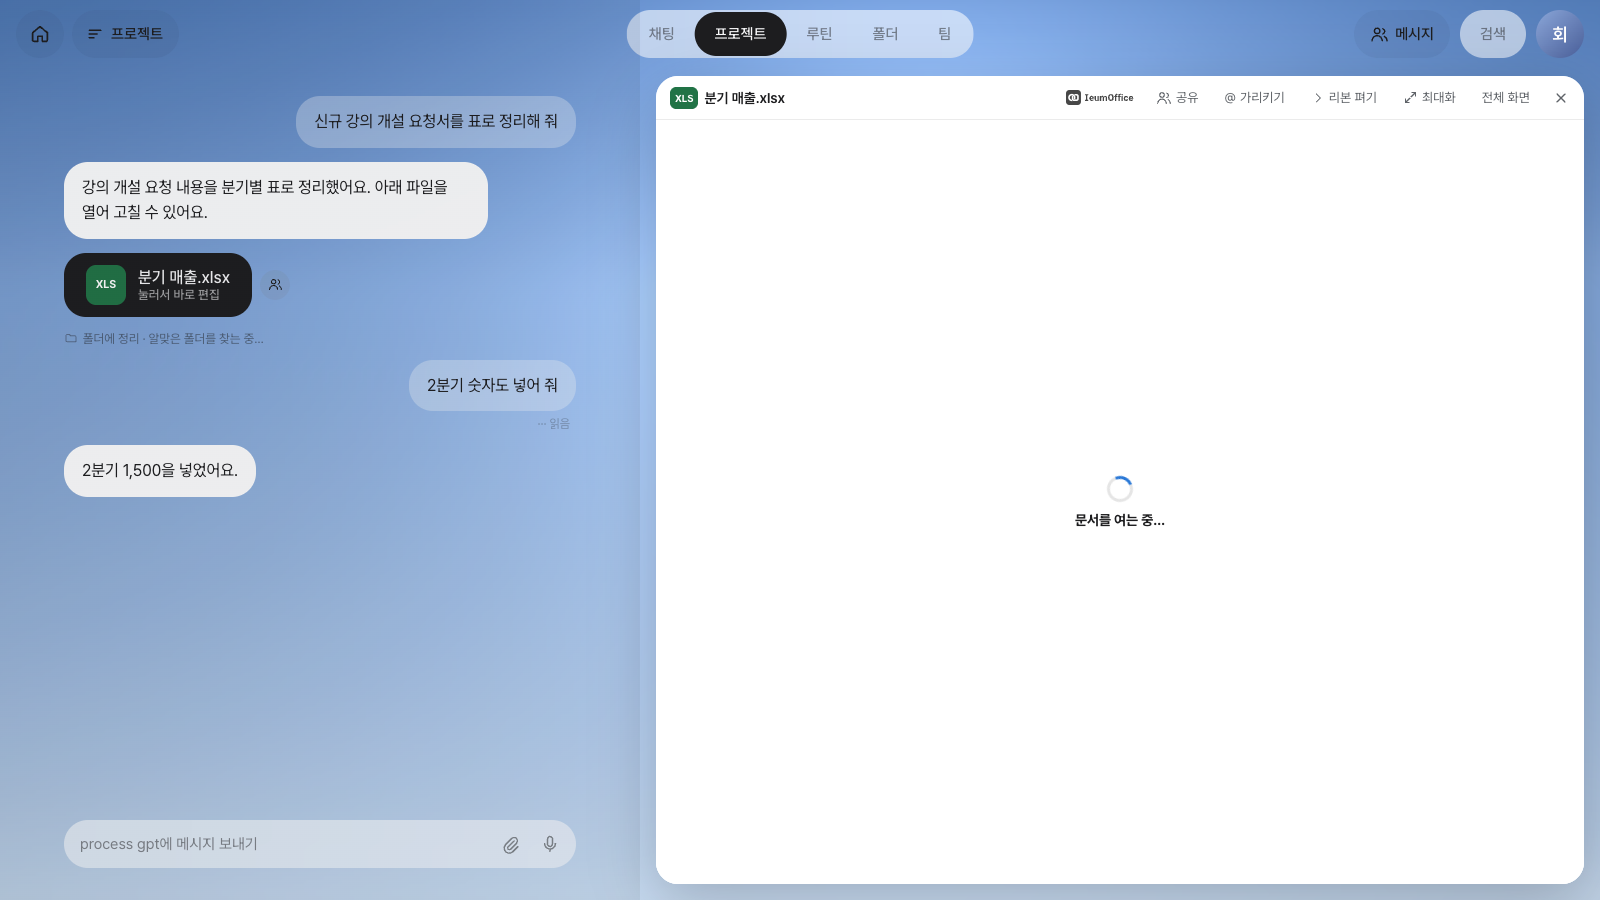 프로젝트
채팅
프로젝트
루틴
폴더
팀
메시지
검색
회
신규 강의 개설 요청서를 표로 정리해 줘
강의 개설 요청 내용을 분기별 표로 정리했어요. 아래 파일을
열어 고칠 수 있어요.
XLS
분기 매출.xlsx
눌러서 바로 편집
폴더에 정리 · 알맞은 폴더를 찾는 중...
2분기 숫자도 넣어 줘
··· 읽음
2분기 1,500을 넣었어요.
process gpt에 메시지 보내기
XLS
분기 매출.xlsx
IeumOffice
공유
@ 가리키기
리본 펴기
최대화
전체 화면
문서를 여는 중...